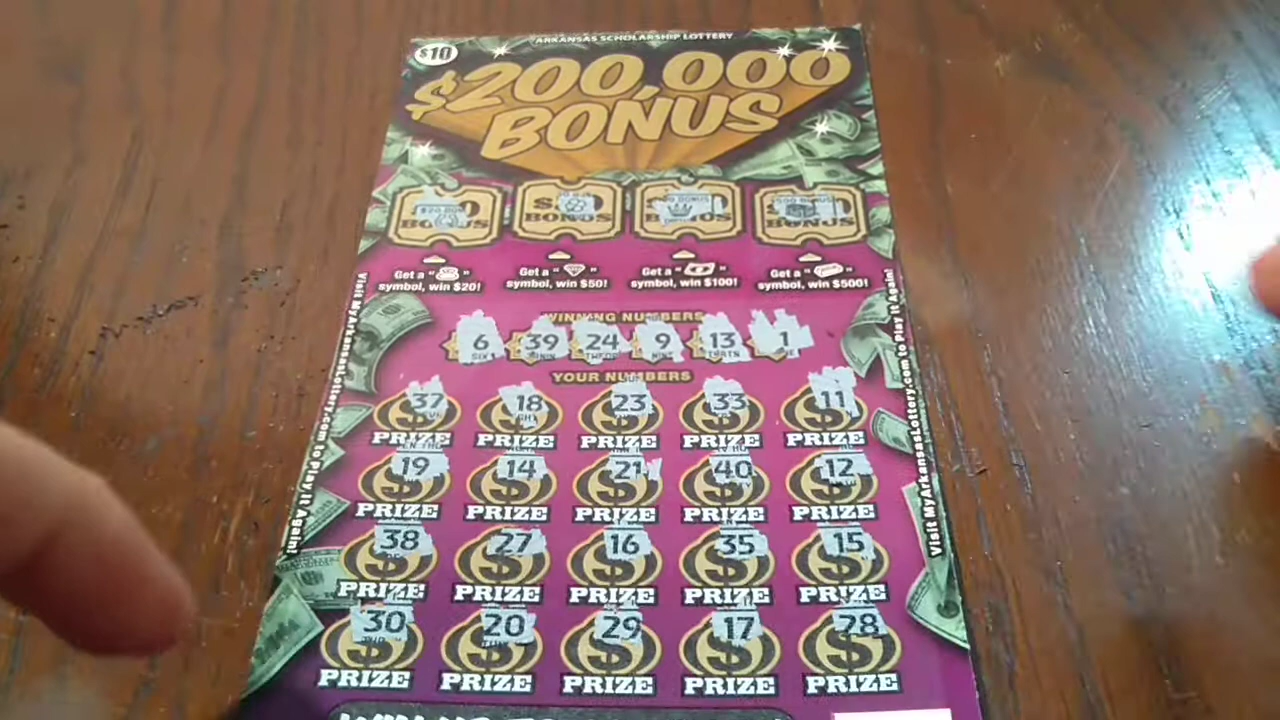 $10
ARKANSAS SCHOLARSHIP LOTTERY
$200,000
BONUS
BONUS
Get a " " symbol, win $20!
Get a " " symbol, win $50!
Get a " " symbol, win $100!
Get a " " symbol, win $500!
WINNING NUMBERS
6 39 24 9 13 1
SIX
YOUR NUMBERS
37 18 23 33 11
PRIZE PRIZE PRIZE PRIZE PRIZE
19 14 21 40 12
PRIZE PRIZE PRIZE PRIZE PRIZE
38 27 16 35 15
PRIZE PRIZE PRIZE PRIZE PRIZE
30 20 29 17 28
PRIZE PRIZE PRIZE PRIZE PRIZE
Visit MyArkansasLottery.com to Play It Again!
Visit MyArkansasLottery.com to Play It Again!